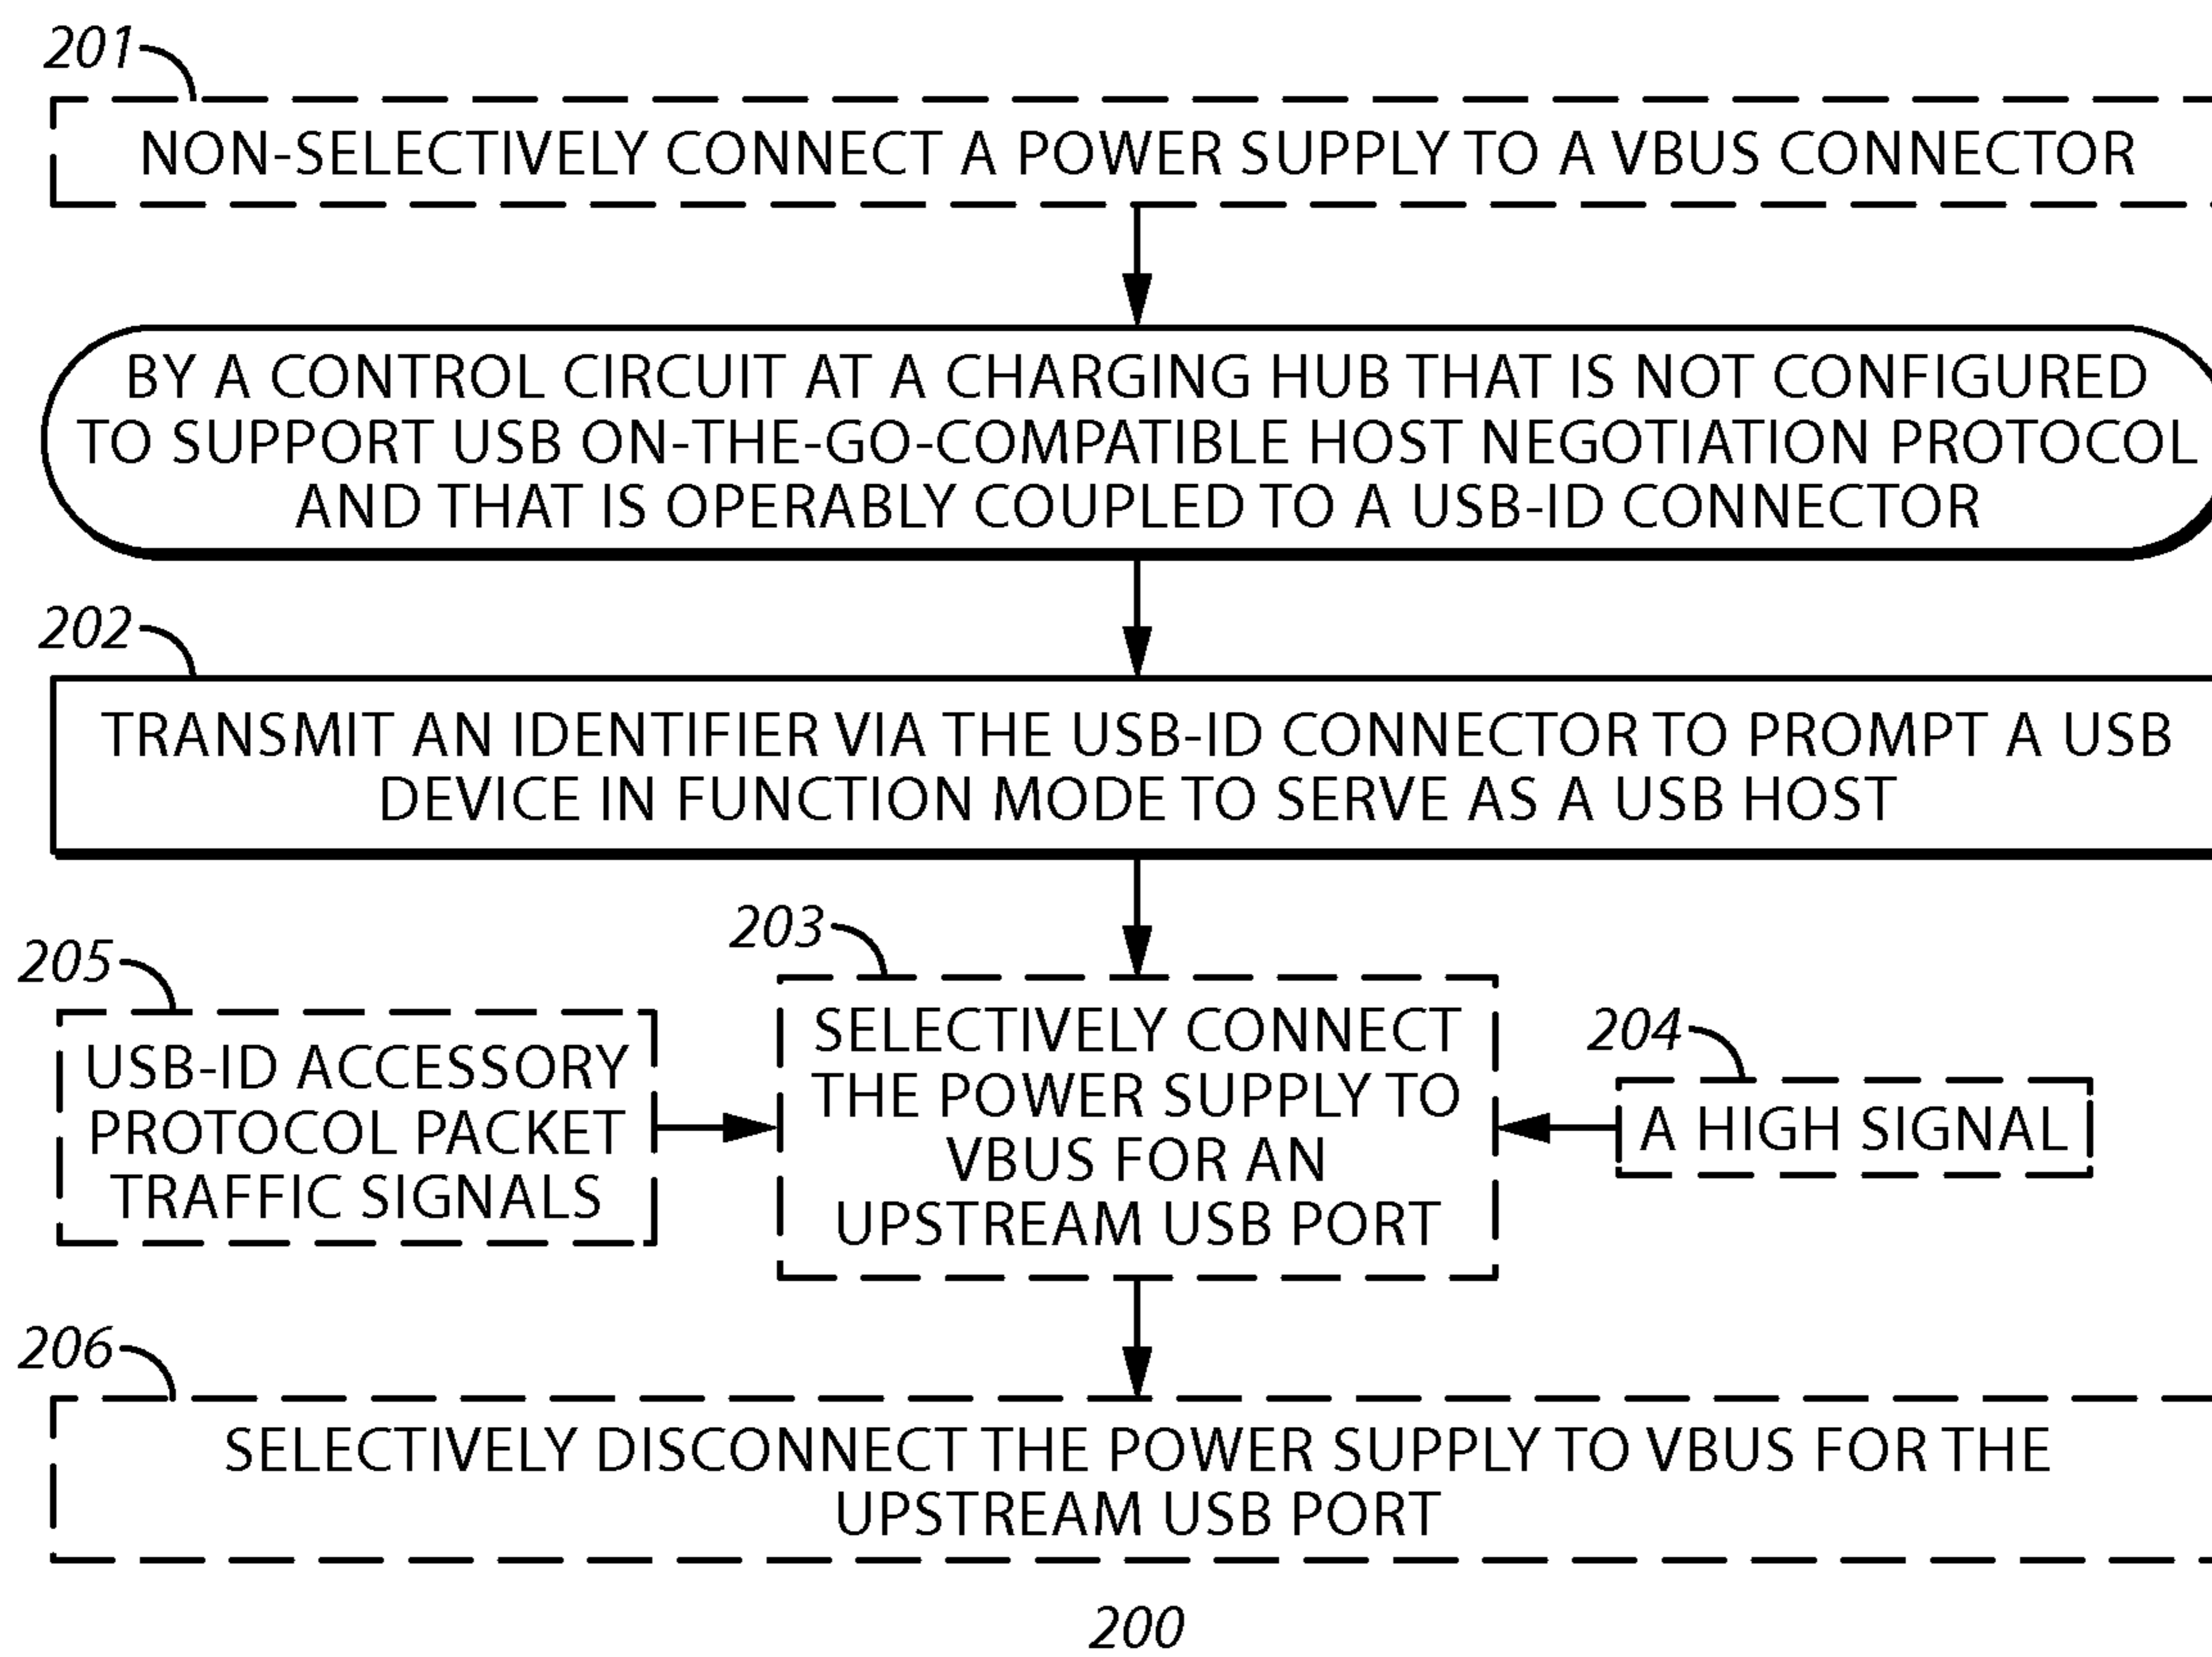 201
NON-SELECTIVELY CONNECT A POWER SUPPLY TO A VBUS CONNECTOR
BY A CONTROL CIRCUIT AT A CHARGING HUB THAT IS NOT CONFIGURED
TO SUPPORT USB ON-THE-GO-COMPATIBLE HOST NEGOTIATION PROTOCOL
AND THAT IS OPERABLY COUPLED TO A USB-ID CONNECTOR
202
TRANSMIT AN IDENTIFIER VIA THE USB-ID CONNECTOR TO PROMPT A USB
DEVICE IN FUNCTION MODE TO SERVE AS A USB HOST
205
USB-ID ACCESSORY
PROTOCOL PACKET
TRAFFIC SIGNALS
203
SELECTIVELY CONNECT
THE POWER SUPPLY TO
VBUS FOR AN
UPSTREAM USB PORT
204
A HIGH SIGNAL
206
SELECTIVELY DISCONNECT THE POWER SUPPLY TO VBUS FOR THE
UPSTREAM USB PORT
200